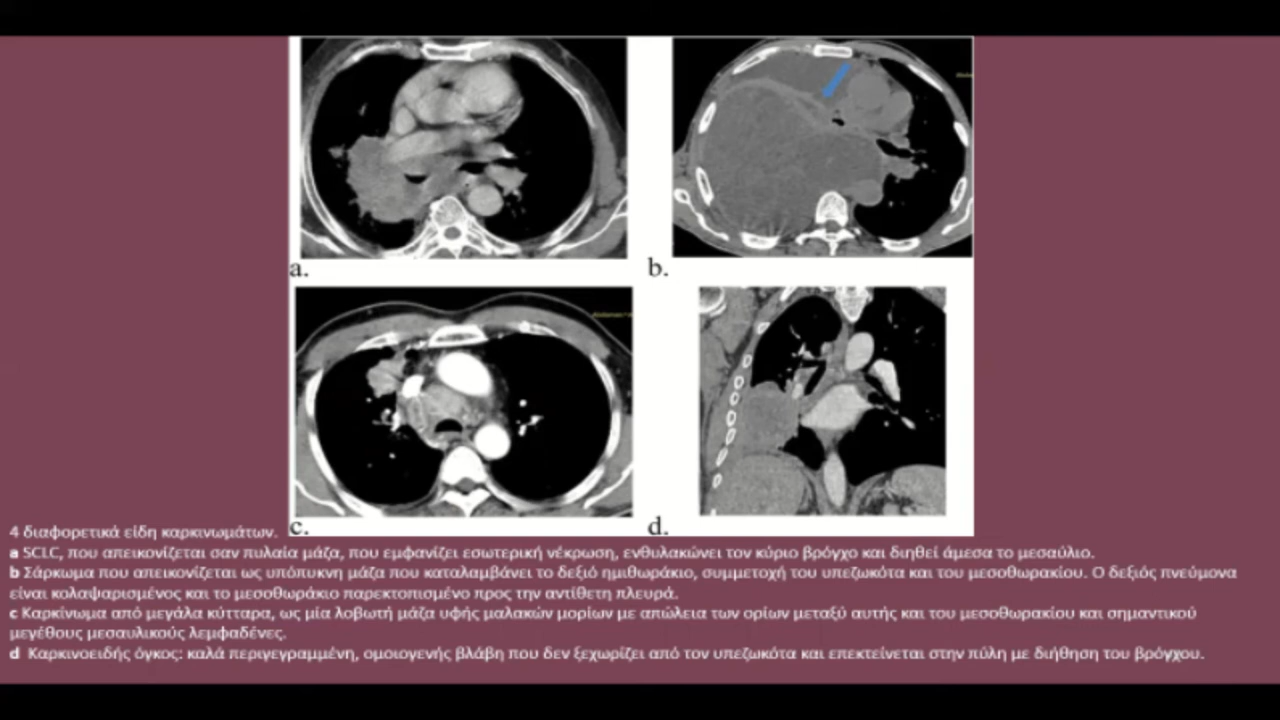 a.
b.
c.
d.
4 διαφορετικά είδη καρκινωμάτων.
a SCLC, που απεικονίζεται σαν πυλαία μάζα, που εμφανίζει εσωτερική νέκρωση, ενθυλακώνει τον κύριο βρόγχο και διηθεί άμεσα το μεσαύλιο.
b Σάρκωμα που απεικονίζεται ως υπόπυκνη μάζα που καταλαμβάνει το δεξιό ημιθωράκιο, συμμετοχή του υπεζωκότα και του μεσοθωρακίου. Ο δεξιός πνεύμονα
είναι κολαψαρισμένος και το μεσοθωράκιο παρεκτοπισμένο προς την αντίθετη πλευρά.
c Καρκίνωμα από μεγάλα κύτταρα, ως μία λοβωτή μάζα υφής μαλακών μορίων με απώλεια των ορίων μεταξύ αυτής και του μεσοθωρακίου και σημαντικού
μεγέθους μεσαυλικούς λεμφαδένες.
d Καρκινοειδής όγκος: καλά περιγεγραμμένη, ομοιογενής βλάβη που δεν ξεχωρίζει από τον υπεζωκότα και επεκτείνεται στην πύλη με διήθηση του βρόγχου.